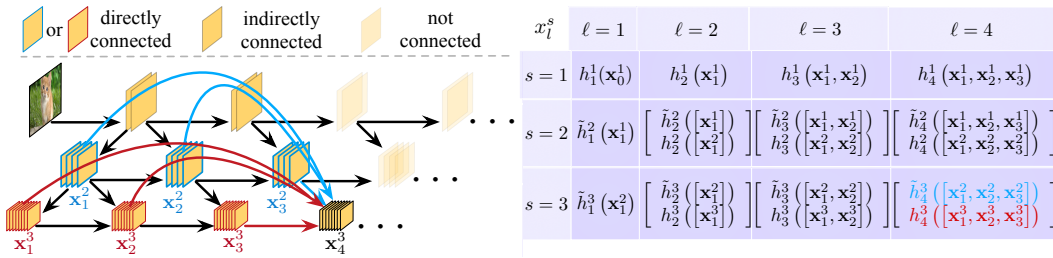 or directly connected
indirectly connected
not connected
x_1^2 x_2^2 x_3^2
x_1^3 x_2^3 x_3^3 x_4^3
x_l^s ℓ = 1 ℓ = 2 ℓ = 3 ℓ = 4
s = 1 h_1^1(x_0^1) h_2^1 (x_1^1) h_3^1 (x_1^1, x_2^1) h_4^1 (x_1^1, x_2^1, x_3^1)
s = 2 h̃_1^2 (x_1^1) [ h̃_2^2 ([x_1^1]) h_2^2 ([x_1^2]) ] [ h̃_3^2 ([x_1^1, x_2^1]) h_3^2 ([x_1^2, x_2^2]) ] [ h̃_4^2 ([x_1^1, x_2^1, x_3^1]) h_4^2 ([x_1^2, x_2^2, x_3^2]) ]
s = 3 h̃_1^3 (x_1^2) [ h̃_2^3 ([x_1^2]) h_2^3 ([x_1^3]) ] [ h̃_3^3 ([x_1^2, x_2^2]) h_3^3 ([x_1^3, x_2^3]) ] [ h̃_4^3 ([x_1^2, x_2^2, x_3^2]) h_4^3 ([x_1^3, x_2^3, x_3^3]) ]